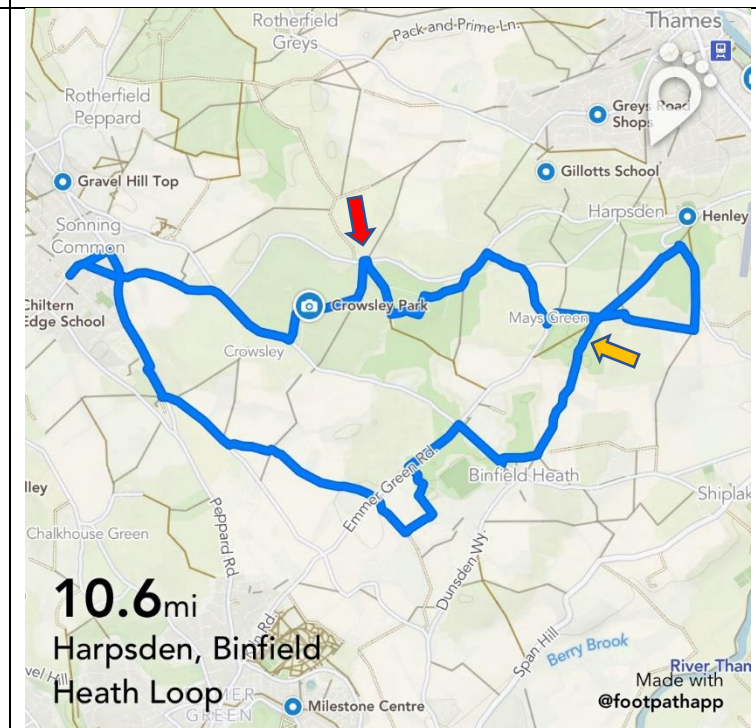 Rotherfield
Greys
Pack-and-Prime-Ln.
Thames
Rotherfield
Peppard
Greys Road
Shops
Gravel Hill Top
Gillotts School
Sonning
Common
Harpsden
Henley
Chiltern
Edge School
Crowsley Park
Mays Green
Crowsley
Emmer Green Rd.
Binfield Heath
Shiplak
lley
Chalkhouse Green
Peppard Rd
Dunsden Wy.
10.6mi
Harpsden, Binfield
Heath Loop
Span Hill
Berry Brook
River Tham
Made with
@footpathapp
GREEN
Milestone Centre